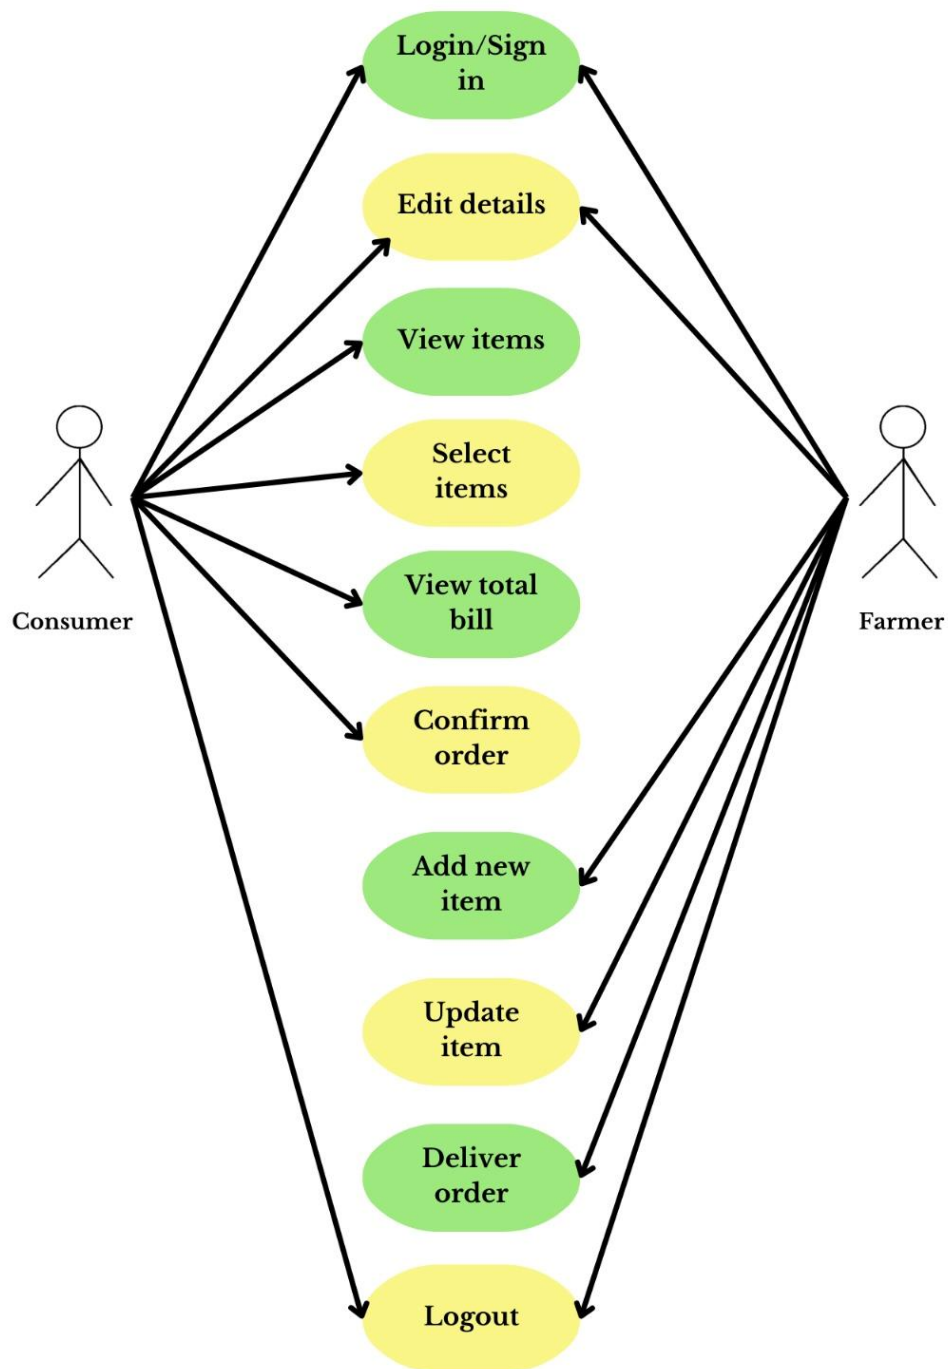 Login/Sign
in
Edit details
View items
Select
items
View total
bill
Consumer
Farmer
Confirm
order
Add new
item
Update
item
Deliver
order
Logout